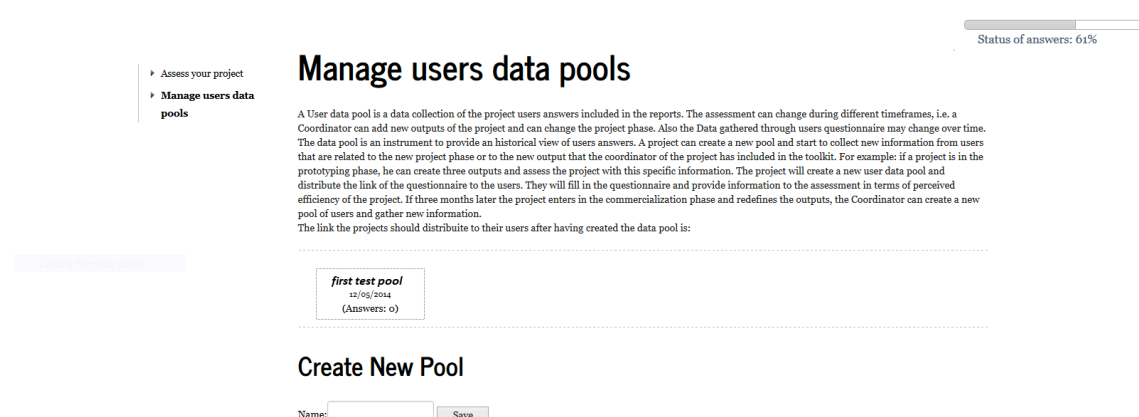 Status of answers: 61%
Assess your project
Manage users data
pools
Manage users data pools
A User data pool is a data collection of the project users answers included in the reports. The assessment can change during different timeframes, i.e. a
Coordinator can add new outputs of the project and can change the project phase. Also the Data gathered through users questionnaire may change over time.
The data pool is an instrument to provide an historical view of users answers. A project can create a new pool and start to collect new information from users
that are related to the new project phase or to the new output that the coordinator of the project has included in the toolkit. For example: if a project is in the
prototyping phase, he can create three outputs and assess the project with this specific information. The project will create a new user data pool and
distribute the link of the questionnaire to the users. They will fill in the questionnaire and provide information to the assessment in terms of perceived
efficiency of the project. If three months later the project enters in the commercialization phase and redefines the outputs, the Coordinator can create a new
pool of users and gather new information.
The link the projects should distribuite to their users after having created the data pool is:
first test pool
12/05/2014
(Answers: 0)
Create New Pool
Name: Save